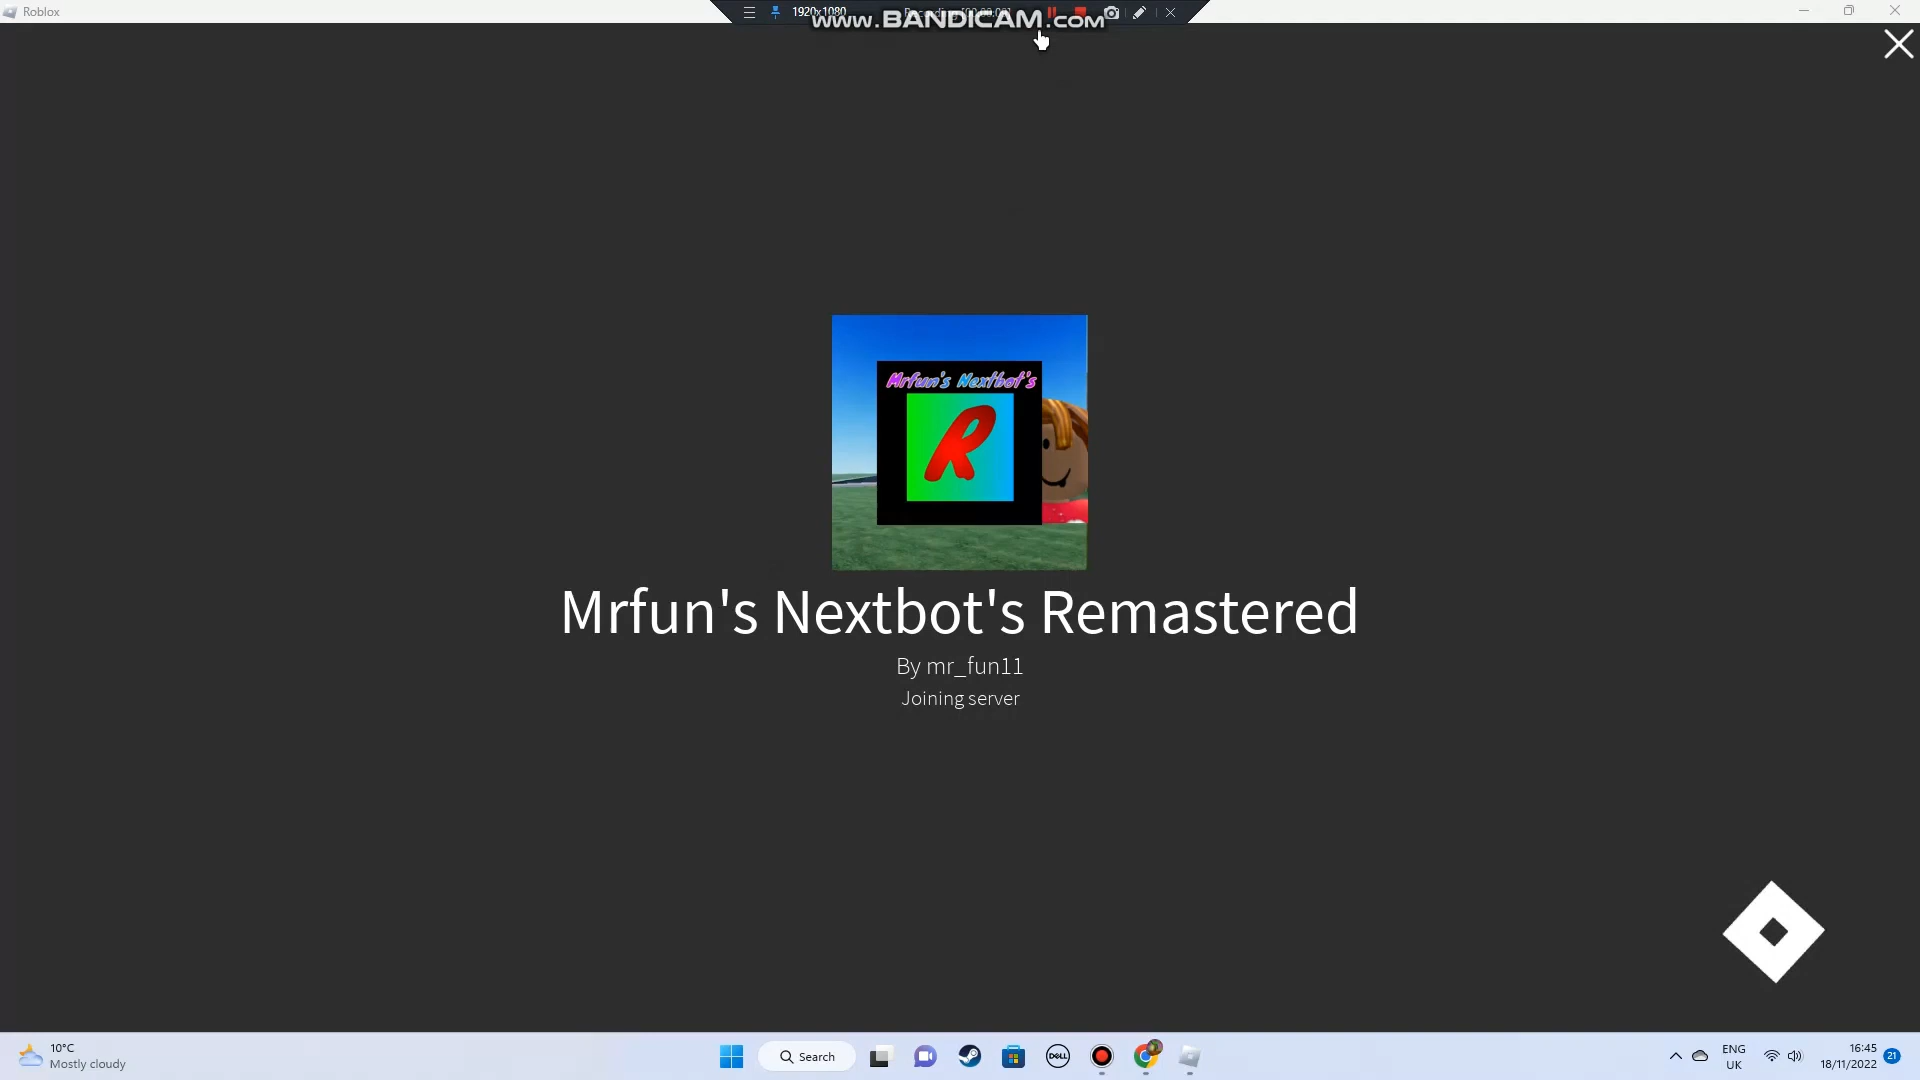 Roblox
1920x1080
www.BANDICAM.com
Mrfun's Nextbot's
R
Mrfun's Nextbot's Remastered
By mr_fun11
Joining server
10°C
Mostly cloudy
Search
DELL
ENG
UK
16:45
18/11/2022
21